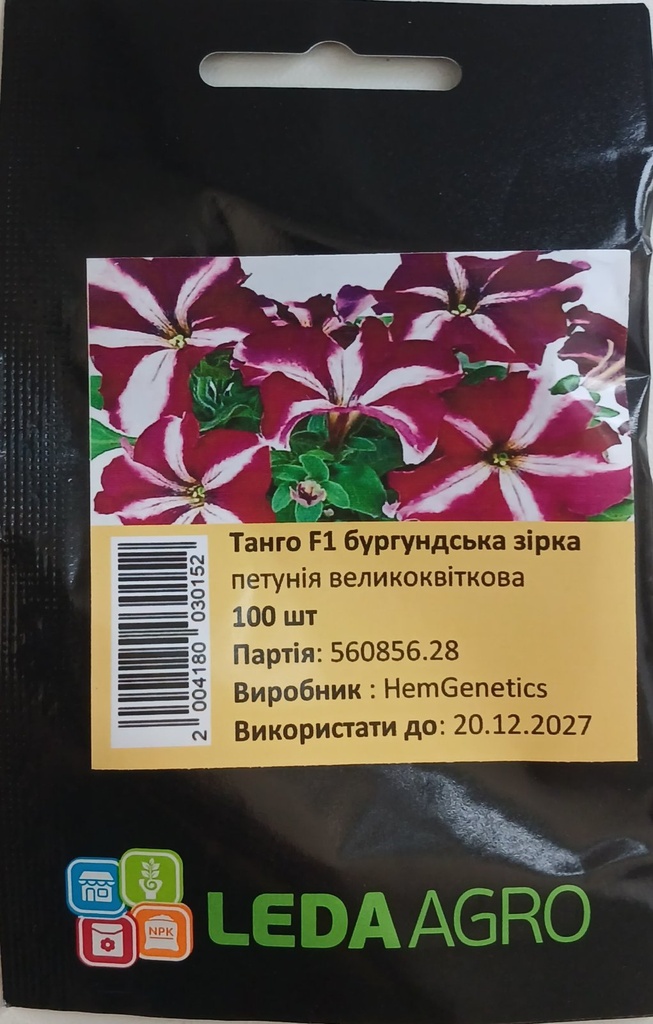 Танго F1 бургундська зірка
петунія великоквіткова
100 шт
Партія: 560856.28
Виробник : HemGenetics
Використати до: 20.12.2027
2 004180 030152
NPK
LEDA AGRO